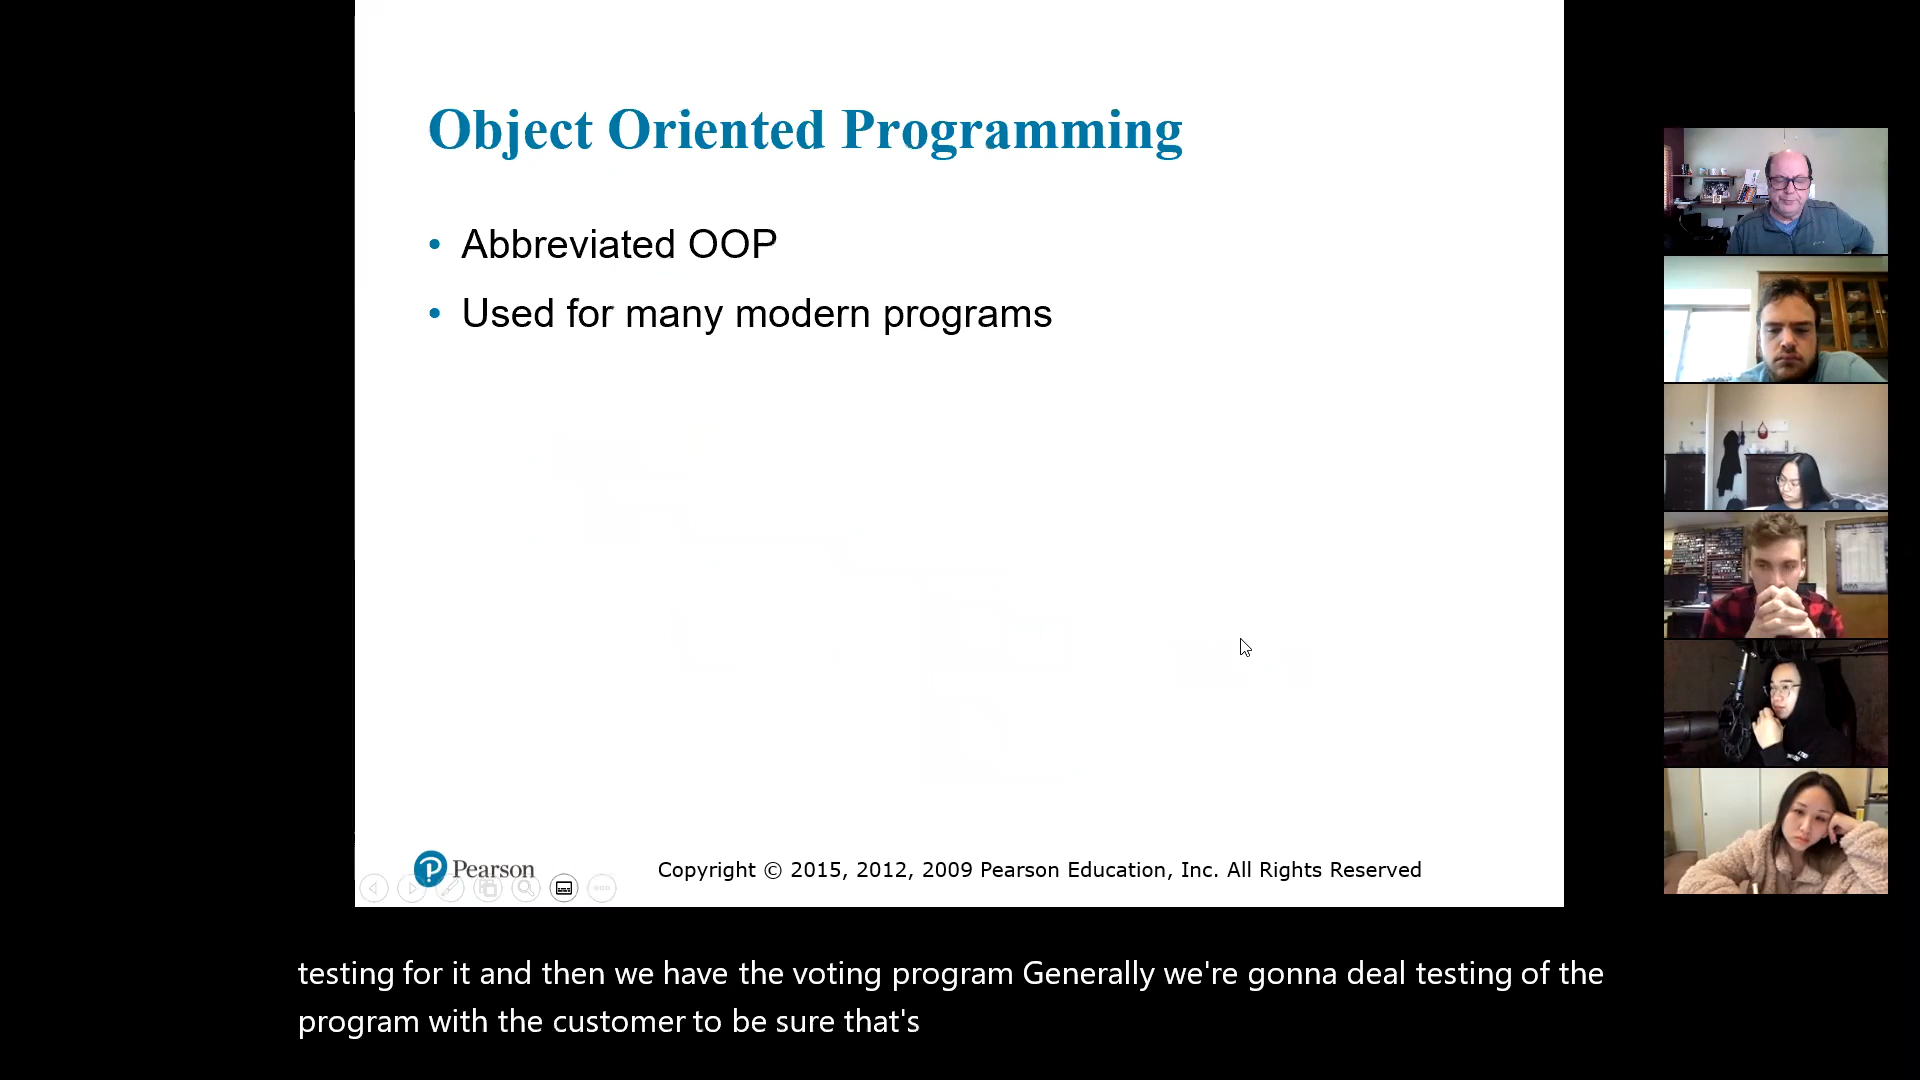 Object Oriented Programming
• Abbreviated OOP
• Used for many modern programs
Pearson
Copyright © 2015, 2012, 2009 Pearson Education, Inc. All Rights Reserved
testing for it and then we have the voting program Generally we're gonna deal testing of the
program with the customer to be sure that's